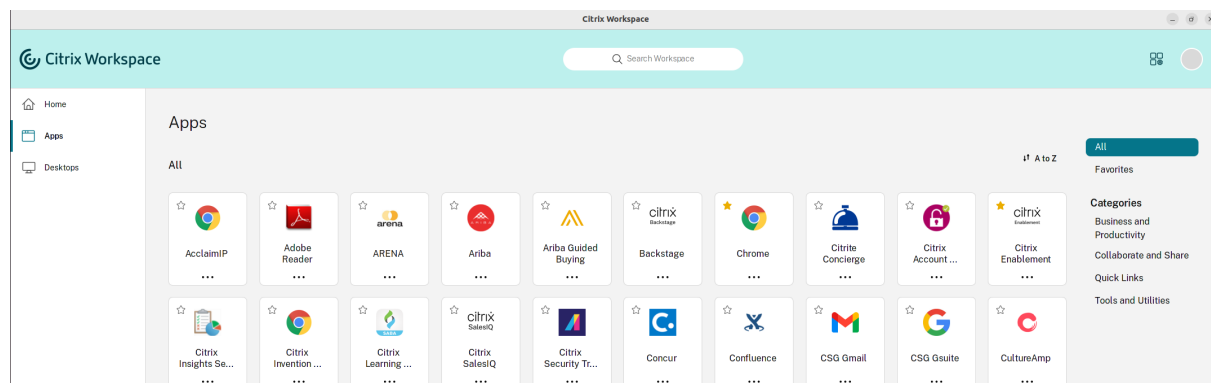 Citrix Workspace
Citrix Workspace
Search Workspace
Home
Apps
Desktops
Apps
All
A to Z
AcclaimIP
Adobe
Reader
arena
ARENA
ARIBA
Ariba
Ariba Guided
Buying
citrix
Backstage
Backstage
Chrome
Citrite
Concierge
Citrix
Account ...
citrix
Enablement
Citrix
Enablement
Citrix
Insights Se...
Citrix
Invention ...
SABA
Citrix
Learning ...
citrix
SalesIQ
Citrix
SalesIQ
Citrix
Security Tr...
C.
Concur
Confluence
CSG Gmail
CSG Gsuite
CultureAmp
All
Favorites
Categories
Business and
Productivity
Collaborate and Share
Quick Links
Tools and Utilities